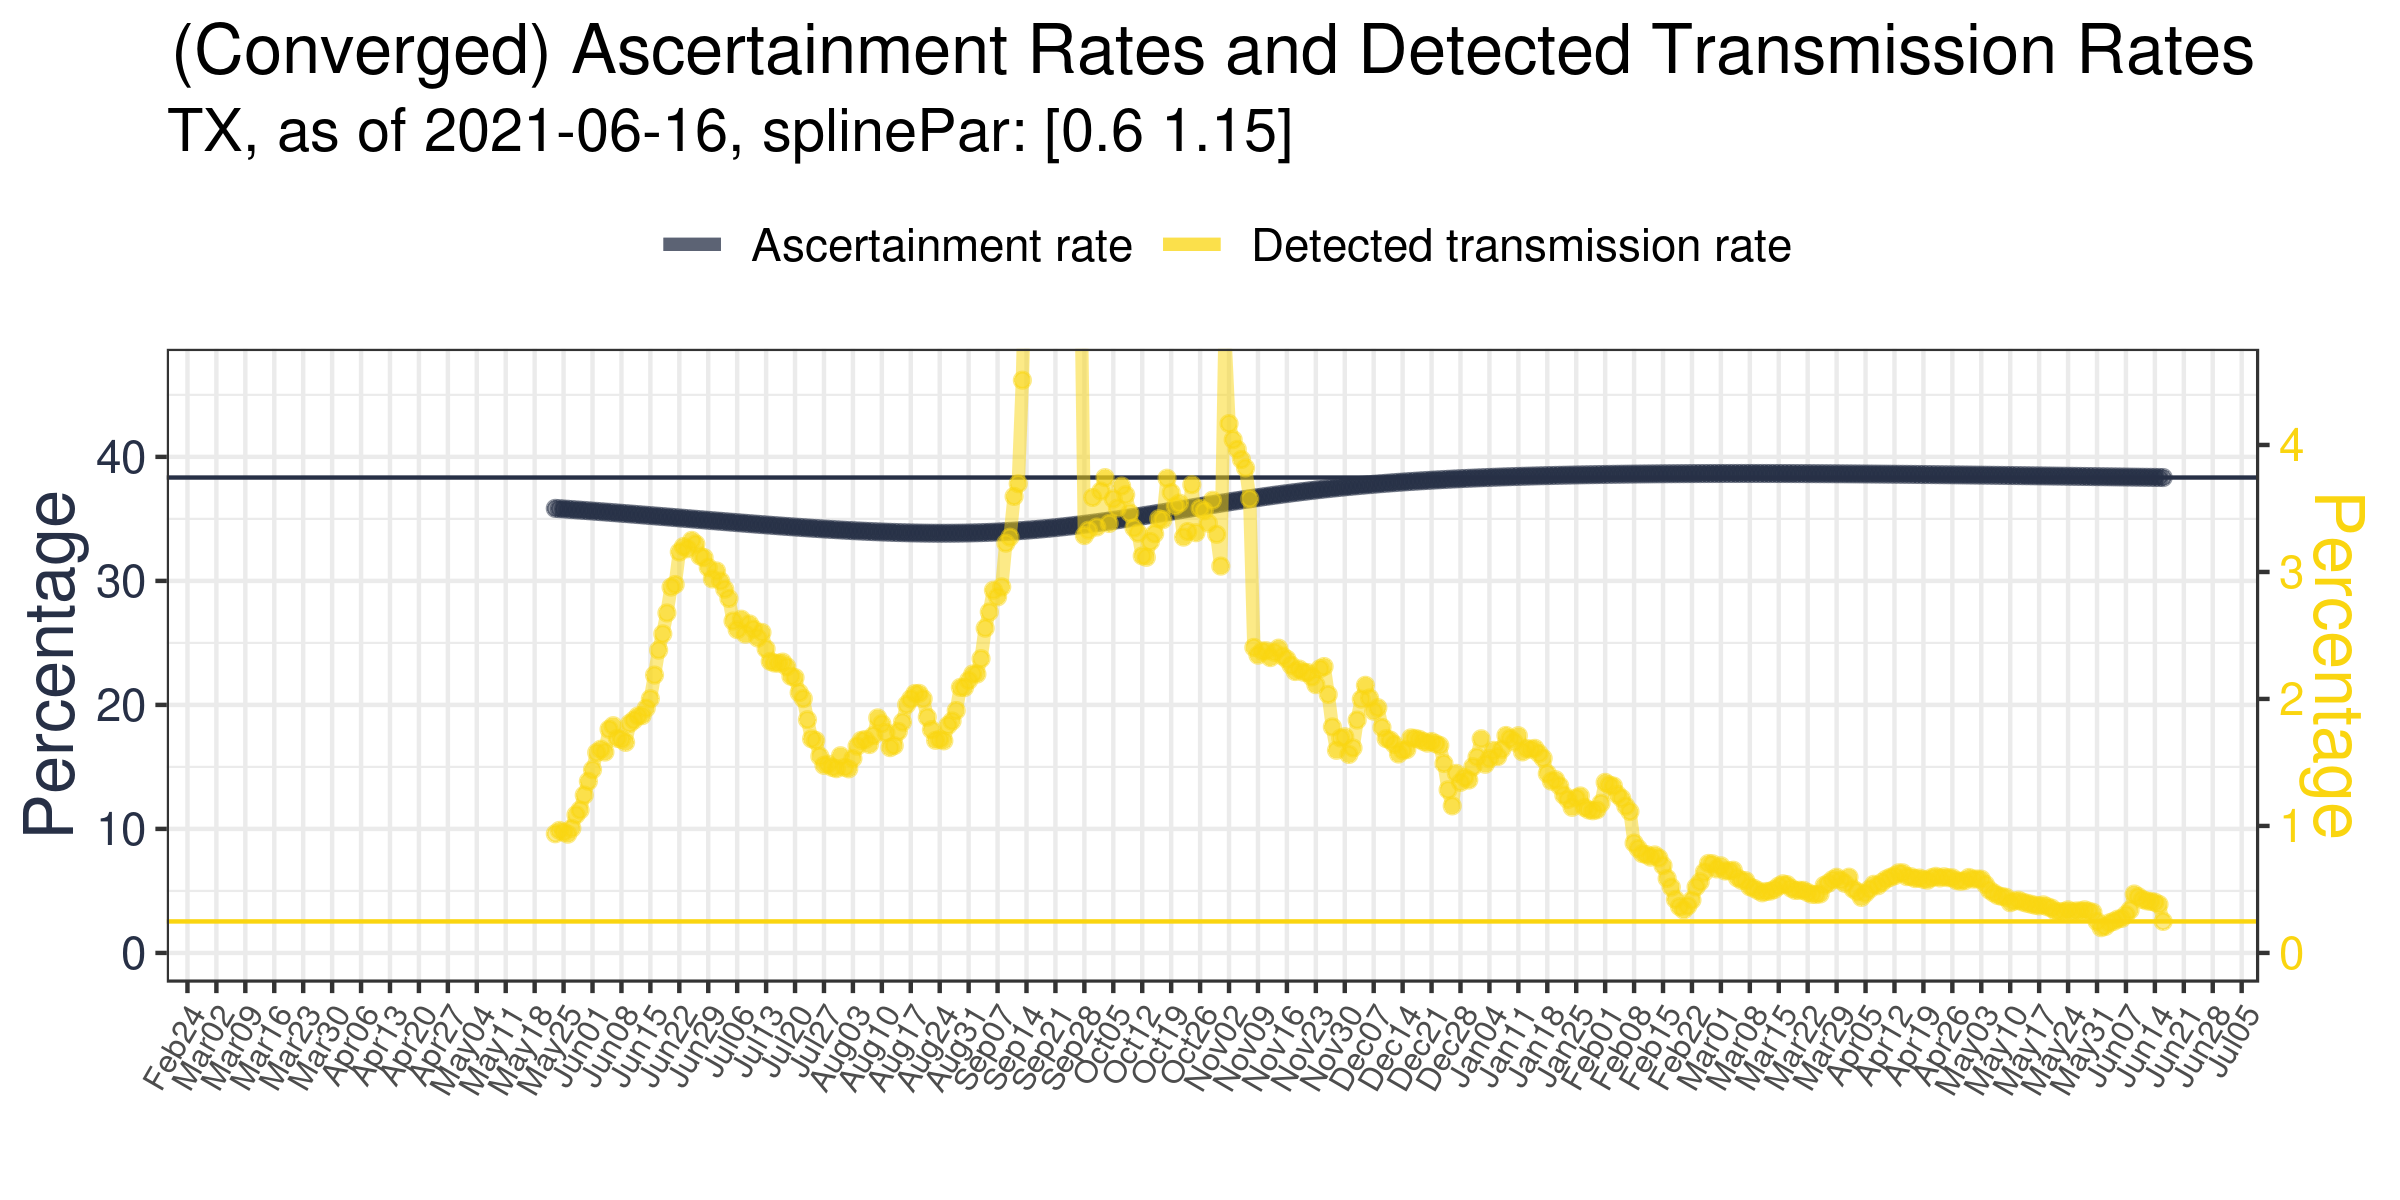 (Converged) Ascertainment Rates and Detected Transmission Rates
TX, as of 2021-06-16, splinePar: [0.6 1.15]
Ascertainment rate Detected transmission rate
Percentage
40
30
20
10
0
4
3
2
1
0
Percentage
Feb24
Mar02
Mar09
Mar16
Mar23
Mar30
Apr06
Apr13
Apr20
Apr27
May04
May11
May18
May25
Jun01
Jun08
Jun15
Jun22
Jun29
Jul06
Jul13
Jul20
Jul27
Aug03
Aug10
Aug17
Aug24
Aug31
Sep07
Sep14
Sep21
Sep28
Oct05
Oct12
Oct19
Oct26
Nov02
Nov09
Nov16
Nov23
Nov30
Dec07
Dec14
Dec21
Dec28
Jan04
Jan11
Jan18
Jan25
Feb01
Feb08
Feb15
Feb22
Mar01
Mar08
Mar15
Mar22
Mar29
Apr05
Apr12
Apr19
Apr26
May03
May10
May17
May24
May31
Jun07
Jun14
Jun21
Jun28
Jul05